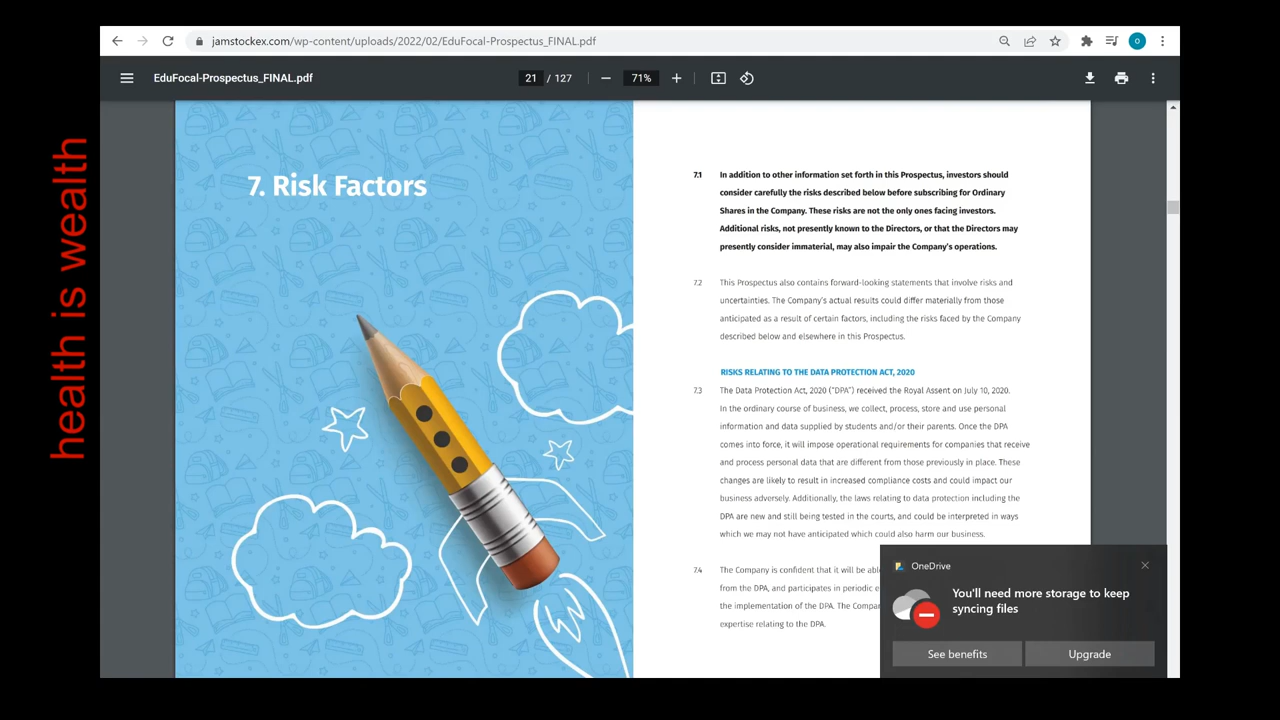 health is wealth
jamstockex.com/wp-content/uploads/2022/02/EduFocal-Prospectus_FINAL.pdf
o
EduFocal-Prospectus_FINAL.pdf
21 / 127
71%
7. Risk Factors
7.1 In addition to other information set forth in this Prospectus, investors should
consider carefully the risks described below before subscribing for Ordinary
Shares in the Company. These risks are not the only ones facing investors.
Additional risks, not presently known to the Directors, or that the Directors may
presently consider immaterial, may also impair the Company's operations.
7.2 This Prospectus also contains forward-looking statements that involve risks and
uncertainties. The Company's actual results could differ materially from those
anticipated as a result of certain factors, including the risks faced by the Company
described below and elsewhere in this Prospectus.
RISKS RELATING TO THE DATA PROTECTION ACT, 2020
7.3 The Data Protection Act, 2020 ("DPA") received the Royal Assent on July 10, 2020.
In the ordinary course of business, we collect, process, store and use personal
information and data supplied by students and/or their parents. Once the DPA
comes into force, it will impose operational requirements for companies that receive
and process personal data that are different from those previously in place. These
changes are likely to result in increased compliance costs and could impact our
business adversely. Additionally, the laws relating to data protection including the
DPA are new and still being tested in the courts, and could be interpreted in ways
which we may not have anticipated which could also harm our business.
7.4 The Company is confident that it will be abl
from the DPA, and participates in periodic e
the implementation of the DPA. The Compan
expertise relating to the DPA.
OneDrive
You'll need more storage to keep
syncing files
See benefits
Upgrade